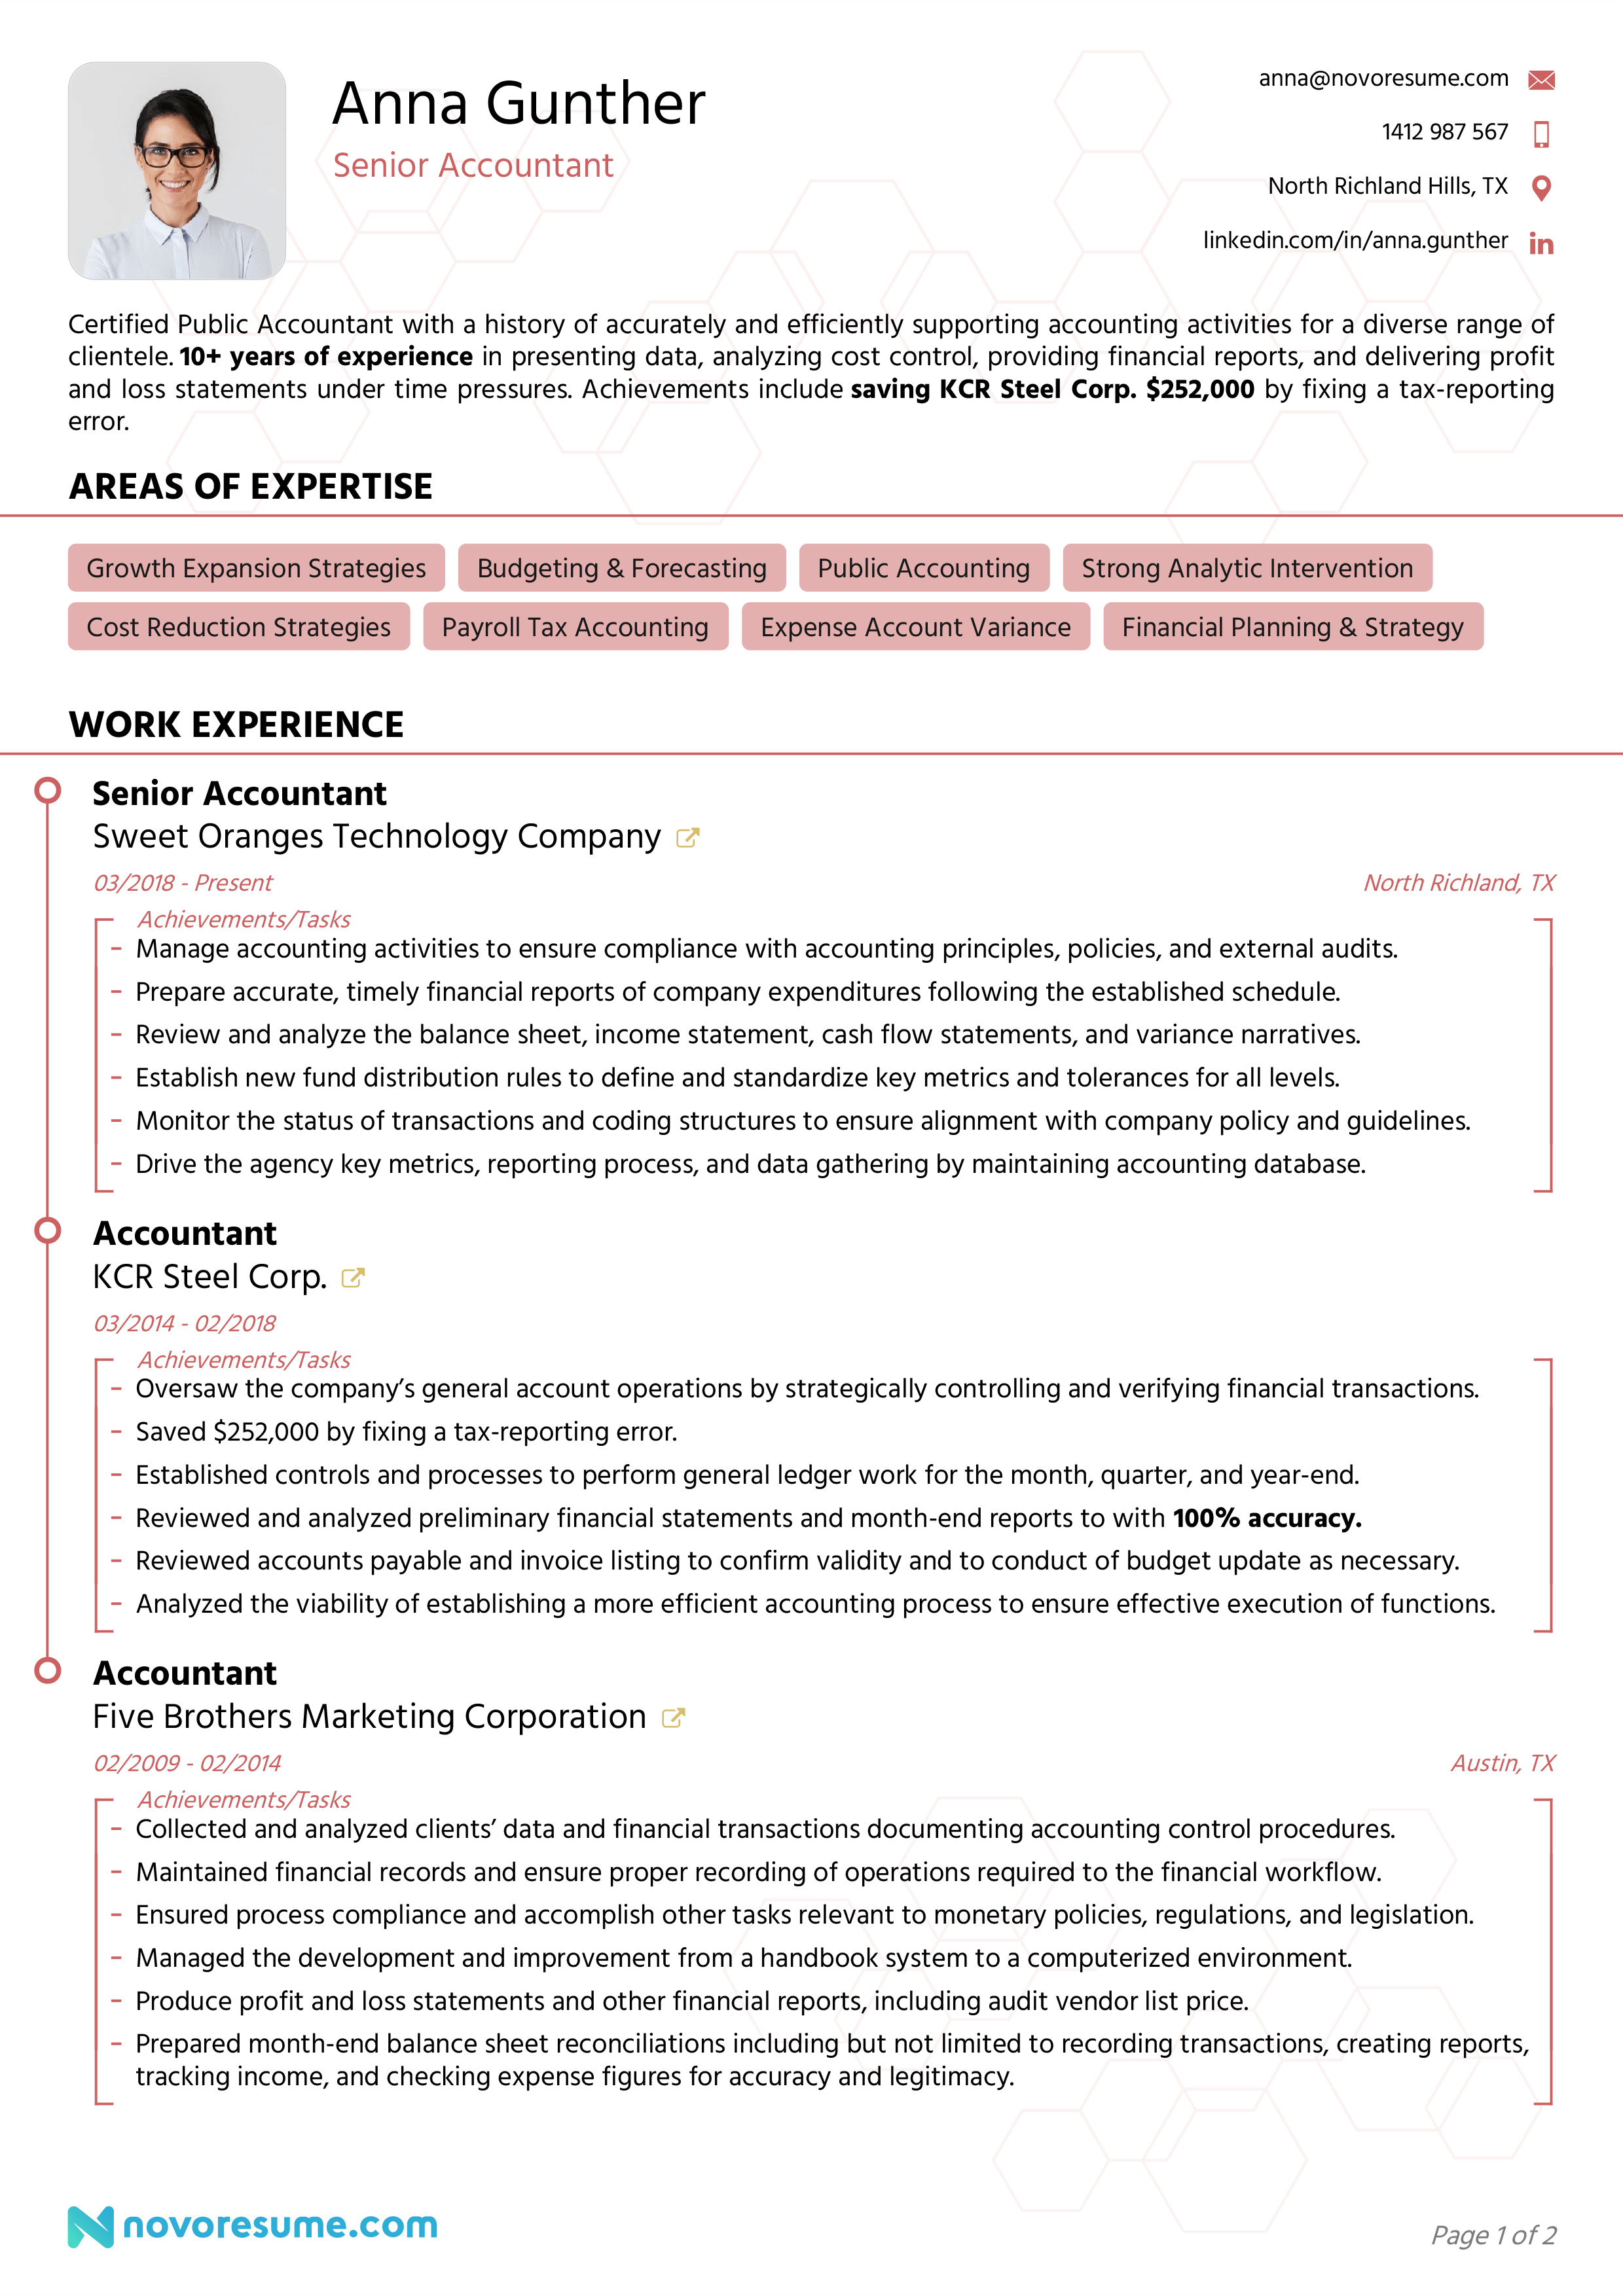 Anna Gunther
Senior Accountant
anna@novoresume.com
1412 987 567
North Richland Hills, TX
linkedin.com/in/anna.gunther
in
Certified Public Accountant with a history of accurately and efficiently supporting accounting activities for a diverse range of
clientele. 10+ years of experience in presenting data, analyzing cost control, providing financial reports, and delivering profit
and loss statements under time pressures. Achievements include saving KCR Steel Corp. $252,000 by fixing a tax-reporting
error.
AREAS OF EXPERTISE
Growth Expansion Strategies Budgeting & Forecasting Public Accounting Strong Analytic Intervention
Cost Reduction Strategies Payroll Tax Accounting Expense Account Variance Financial Planning & Strategy
WORK EXPERIENCE
Senior Accountant
Sweet Oranges Technology Company
03/2018 - Present North Richland, TX
Achievements/Tasks
- Manage accounting activities to ensure compliance with accounting principles, policies, and external audits.
- Prepare accurate, timely financial reports of company expenditures following the established schedule.
- Review and analyze the balance sheet, income statement, cash flow statements, and variance narratives.
- Establish new fund distribution rules to define and standardize key metrics and tolerances for all levels.
- Monitor the status of transactions and coding structures to ensure alignment with company policy and guidelines.
- Drive the agency key metrics, reporting process, and data gathering by maintaining accounting database.
Accountant
KCR Steel Corp.
03/2014 - 02/2018
Achievements/Tasks
- Oversaw the company’s general account operations by strategically controlling and verifying financial transactions.
- Saved $252,000 by fixing a tax-reporting error.
- Established controls and processes to perform general ledger work for the month, quarter, and year-end.
- Reviewed and analyzed preliminary financial statements and month-end reports to with 100% accuracy.
- Reviewed accounts payable and invoice listing to confirm validity and to conduct of budget update as necessary.
- Analyzed the viability of establishing a more efficient accounting process to ensure effective execution of functions.
Accountant
Five Brothers Marketing Corporation
02/2009 - 02/2014 Austin, TX
Achievements/Tasks
- Collected and analyzed clients’ data and financial transactions documenting accounting control procedures.
- Maintained financial records and ensure proper recording of operations required to the financial workflow.
- Ensured process compliance and accomplish other tasks relevant to monetary policies, regulations, and legislation.
- Managed the development and improvement from a handbook system to a computerized environment.
- Produce profit and loss statements and other financial reports, including audit vendor list price.
- Prepared month-end balance sheet reconciliations including but not limited to recording transactions, creating reports,
tracking income, and checking expense figures for accuracy and legitimacy.
novoresume.com
Page 1 of 2